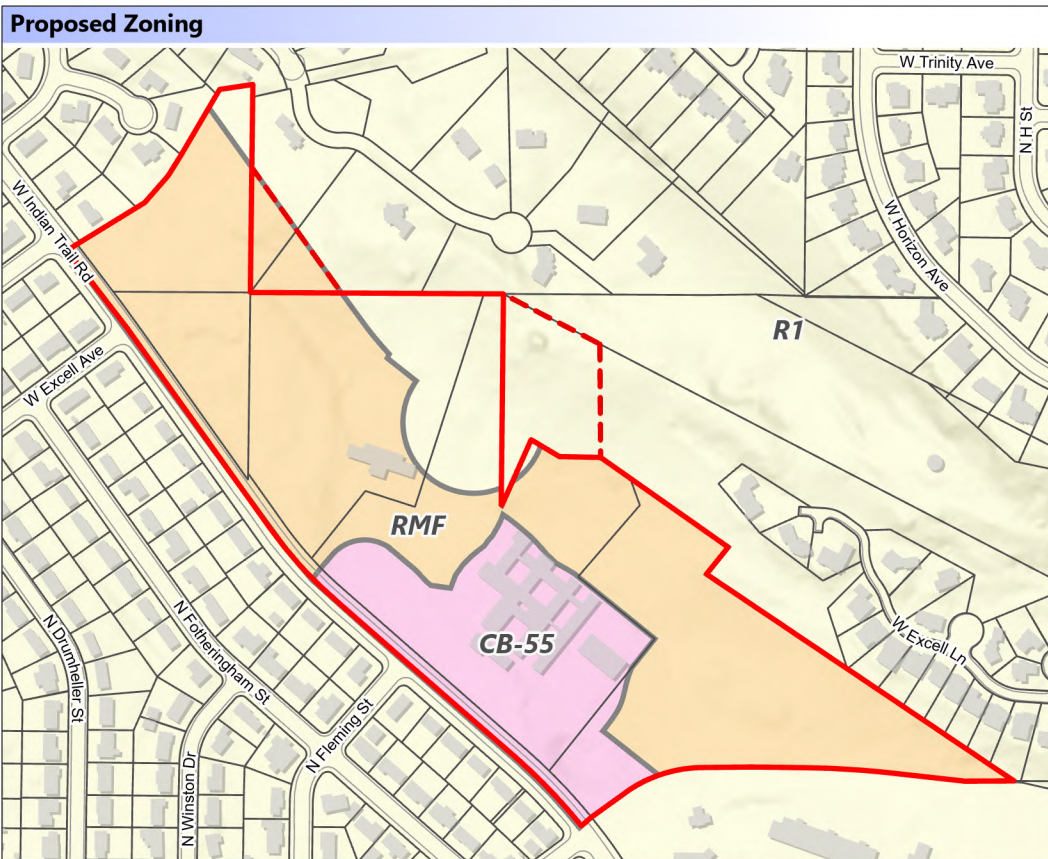 Proposed Zoning
W Trinity Ave
N H St
W Indian Trail Rd
W Horizon Ave
R1
W Excell Ave
RMF
CB-55
W Excell Ln
N Fotheringham St
N Drumheller St
N Fleming St
N Winston Dr